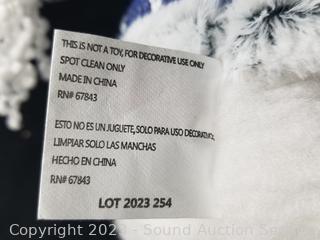 THIS IS NOT A TOY, FOR DECORATIVE USE ONLY
SPOT CLEAN ONLY
MADE IN CHINA
RN# 67843
ESTO NO ES UN JUGUETE, SOLO PARA USO DECORATIVO,
LIMPIAR SOLO LAS MANCHAS
HECHO EN CHINA
RN# 67843
LOT 2023 254
Sound Auction